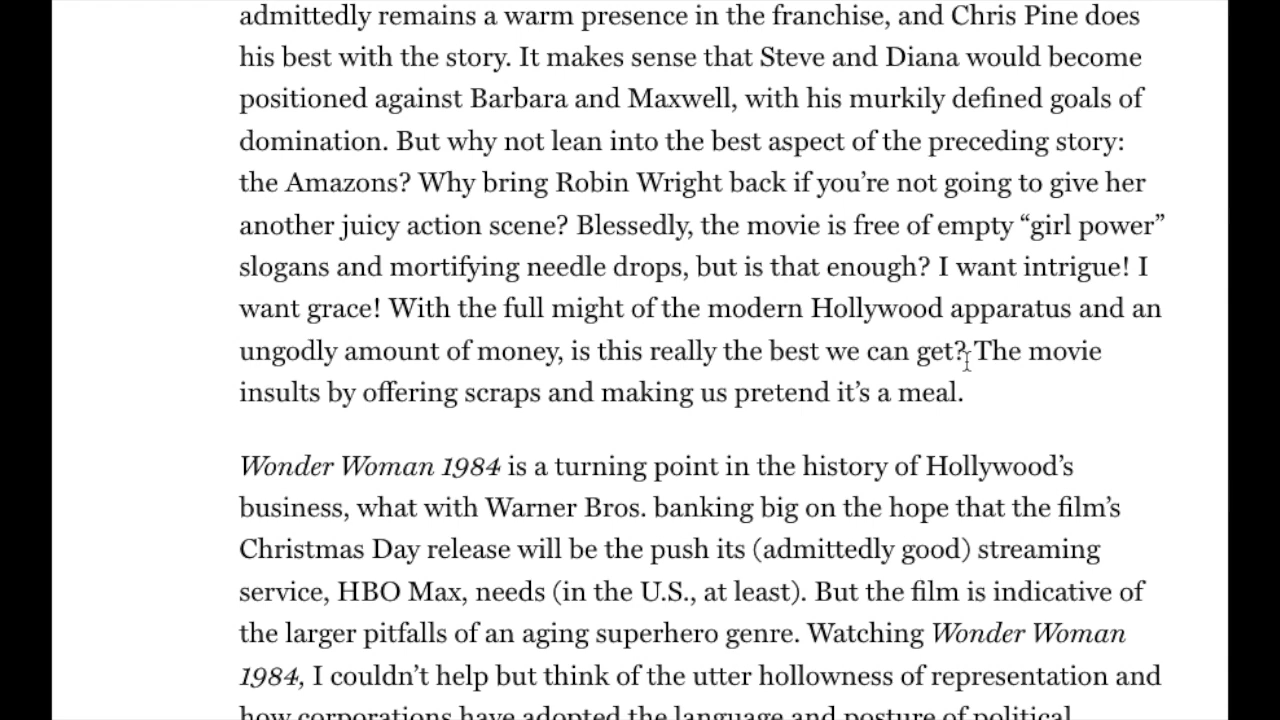 admittedly remains a warm presence in the franchise, and Chris Pine does
his best with the story. It makes sense that Steve and Diana would become
positioned against Barbara and Maxwell, with his murkily defined goals of
domination. But why not lean into the best aspect of the preceding story:
the Amazons? Why bring Robin Wright back if you’re not going to give her
another juicy action scene? Blessedly, the movie is free of empty “girl power”
slogans and mortifying needle drops, but is that enough? I want intrigue! I
want grace! With the full might of the modern Hollywood apparatus and an
ungodly amount of money, is this really the best we can get? The movie
insults by offering scraps and making us pretend it’s a meal.
Wonder Woman 1984 is a turning point in the history of Hollywood’s
business, what with Warner Bros. banking big on the hope that the film’s
Christmas Day release will be the push its (admittedly good) streaming
service, HBO Max, needs (in the U.S., at least). But the film is indicative of
the larger pitfalls of an aging superhero genre. Watching Wonder Woman
1984, I couldn’t help but think of the utter hollowness of representation and
how corporations have adopted the language and posture of political